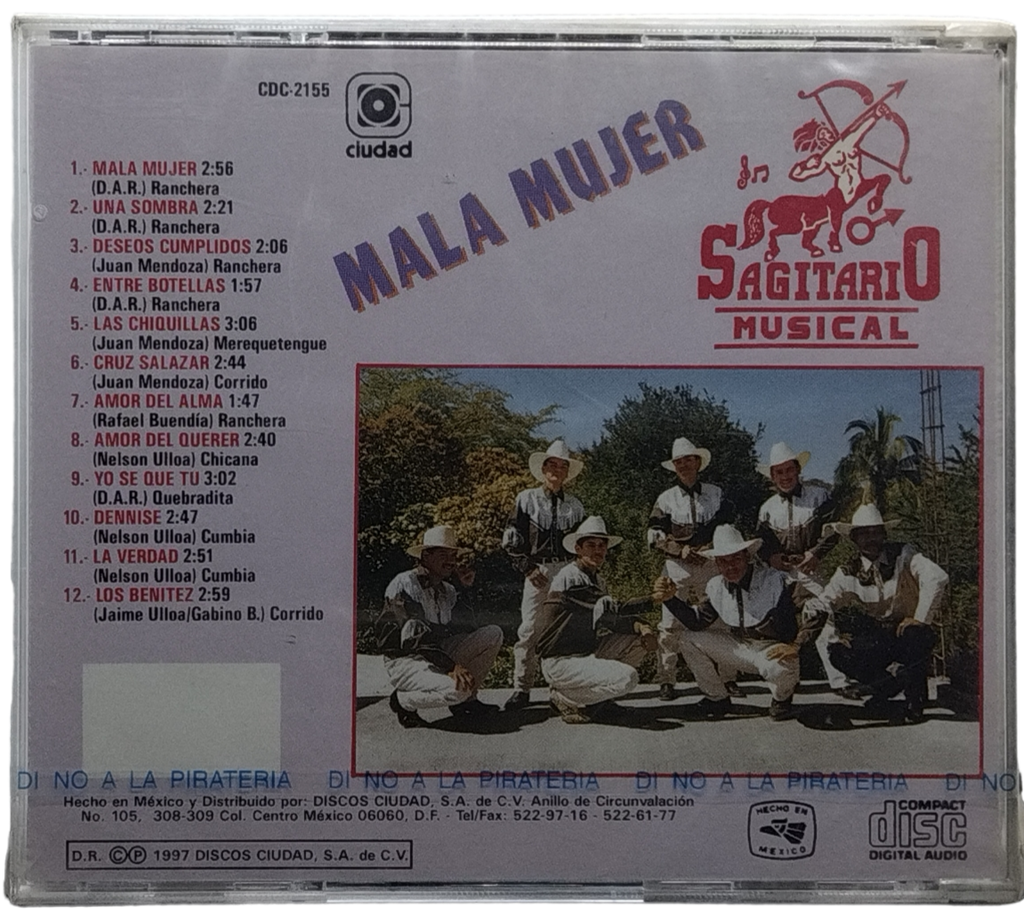 CDC-2155
ciudad
MALA MUJER
SAGITARIO
MUSICAL
1.- MALA MUJER 2:56
(D.A.R.) Ranchera
2.- UNA SOMBRA 2:21
(D.A.R.) Ranchera
3.- DESEOS CUMPLIDOS 2:06
(Juan Mendoza) Ranchera
4.- ENTRE BOTELLAS 1:57
(D.A.R.) Ranchera
5.- LAS CHIQUILLAS 3:06
(Juan Mendoza) Merequetengue
6.- CRUZ SALAZAR 2:44
(Juan Mendoza) Corrido
7.- AMOR DEL ALMA 1:47
(Rafael Buendía) Ranchera
8.- AMOR DEL QUERER 2:40
(Nelson Ulloa) Chicana
9.- YO SE QUE TU 3:02
(D.A.R.) Quebradita
10.- DENNISE 2:47
(Nelson Ulloa) Cumbia
11.- LA VERDAD 2:51
(Nelson Ulloa) Cumbia
12.- LOS BENITEZ 2:59
(Jaime Ulloa/Gabino B.) Corrido
DI NO A LA PIRATERIA DI NO A LA PIRATERIA DI NO A LA PIRATERIA DI NO
Hecho en México y Distribuido por: DISCOS CIUDAD, S.A. de C.V. Anillo de Circunvalación
No. 105, 308-309 Col. Centro México 06060, D.F. - Tel/Fax: 522-97-16 - 522-61-77
D.R. ©℗ 1997 DISCOS CIUDAD, S.A. de C.V.
HECHO EN
MEXICO
COMPACT
disc
DIGITAL AUDIO